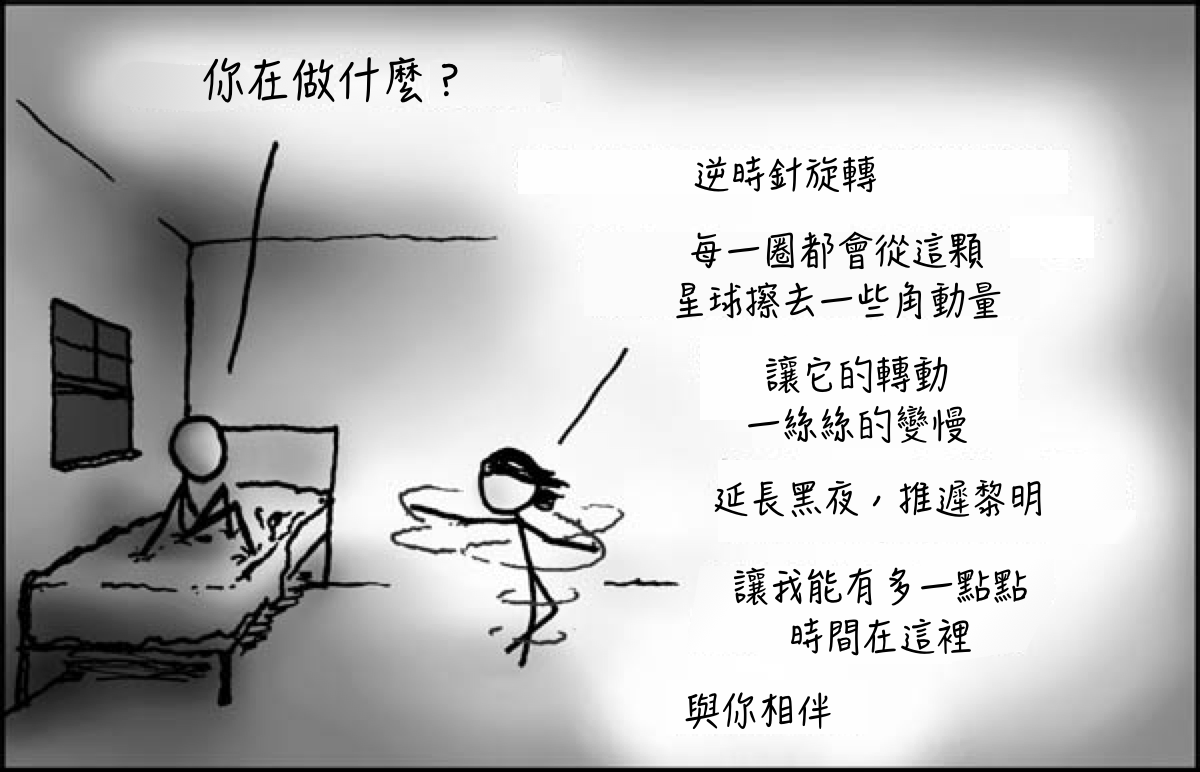 你在做什麼?
逆時針旋轉
每一圈都會從這顆
星球擦去一些角動量
讓它的轉動
一絲絲的變慢
延長黑夜，推遲黎明
讓我能有多一點點
時間在這裡
與你相伴